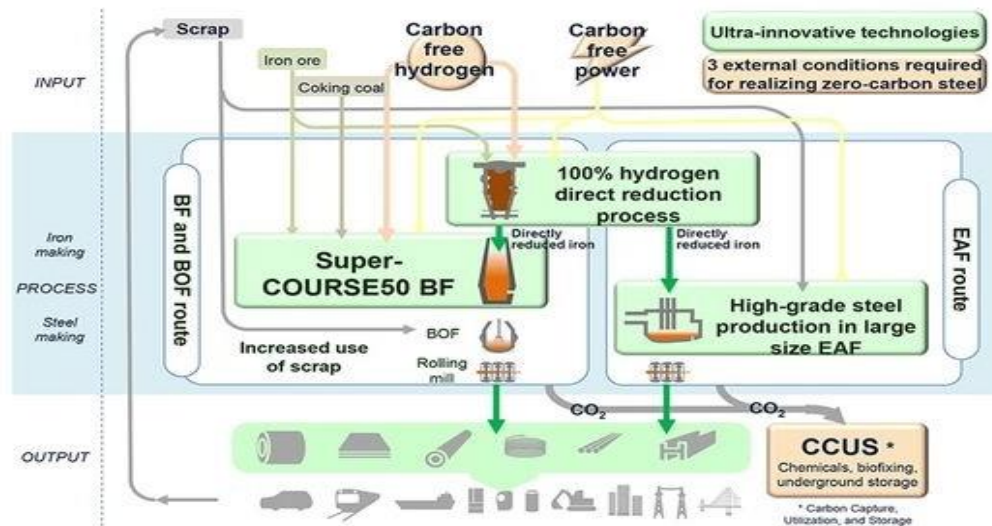 Scrap
Carbon
free
hydrogen
Carbon
free
power
Ultra-innovative technologies
3 external conditions required
for realizing zero-carbon steel
Iron ore
Coking coal
INPUT
BF and BOF route
100% hydrogen
direct reduction
process
EAF route
Directly
reduced iron
Directly
reduced iron
Iron
making
PROCESS
Steel
making
Super-
COURSE50 BF
High-grade steel
production in large
size EAF
BOF
Increased use
of scrap
Rolling
mill
CO₂
CO₂
OUTPUT
CCUS *
Chemicals, biofixing,
underground storage
* Carbon Capture,
Utilization, and Storage